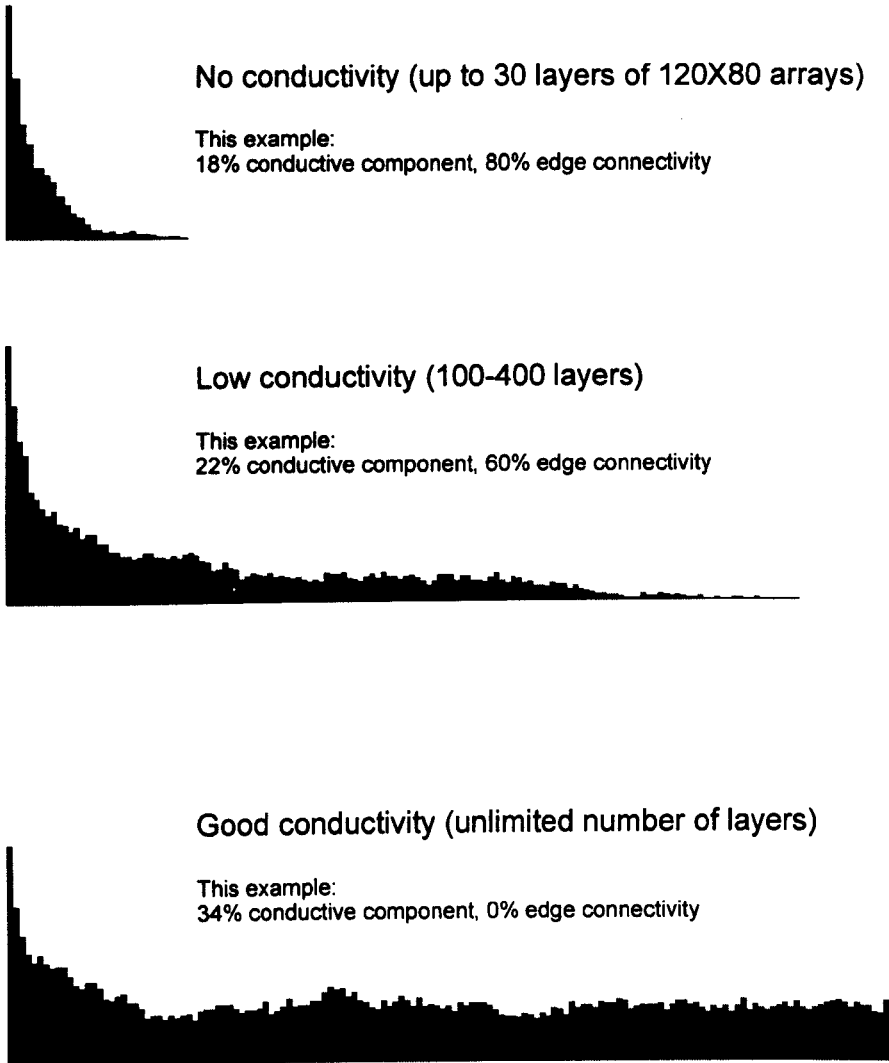 No conductivity (up to 30 layers of 120X80 arrays)
This example:
18% conductive component, 80% edge connectivity
Low conductivity (100-400 layers)
This example:
22% conductive component, 60% edge connectivity
Good conductivity (unlimited number of layers)
This example:
34% conductive component, 0% edge connectivity